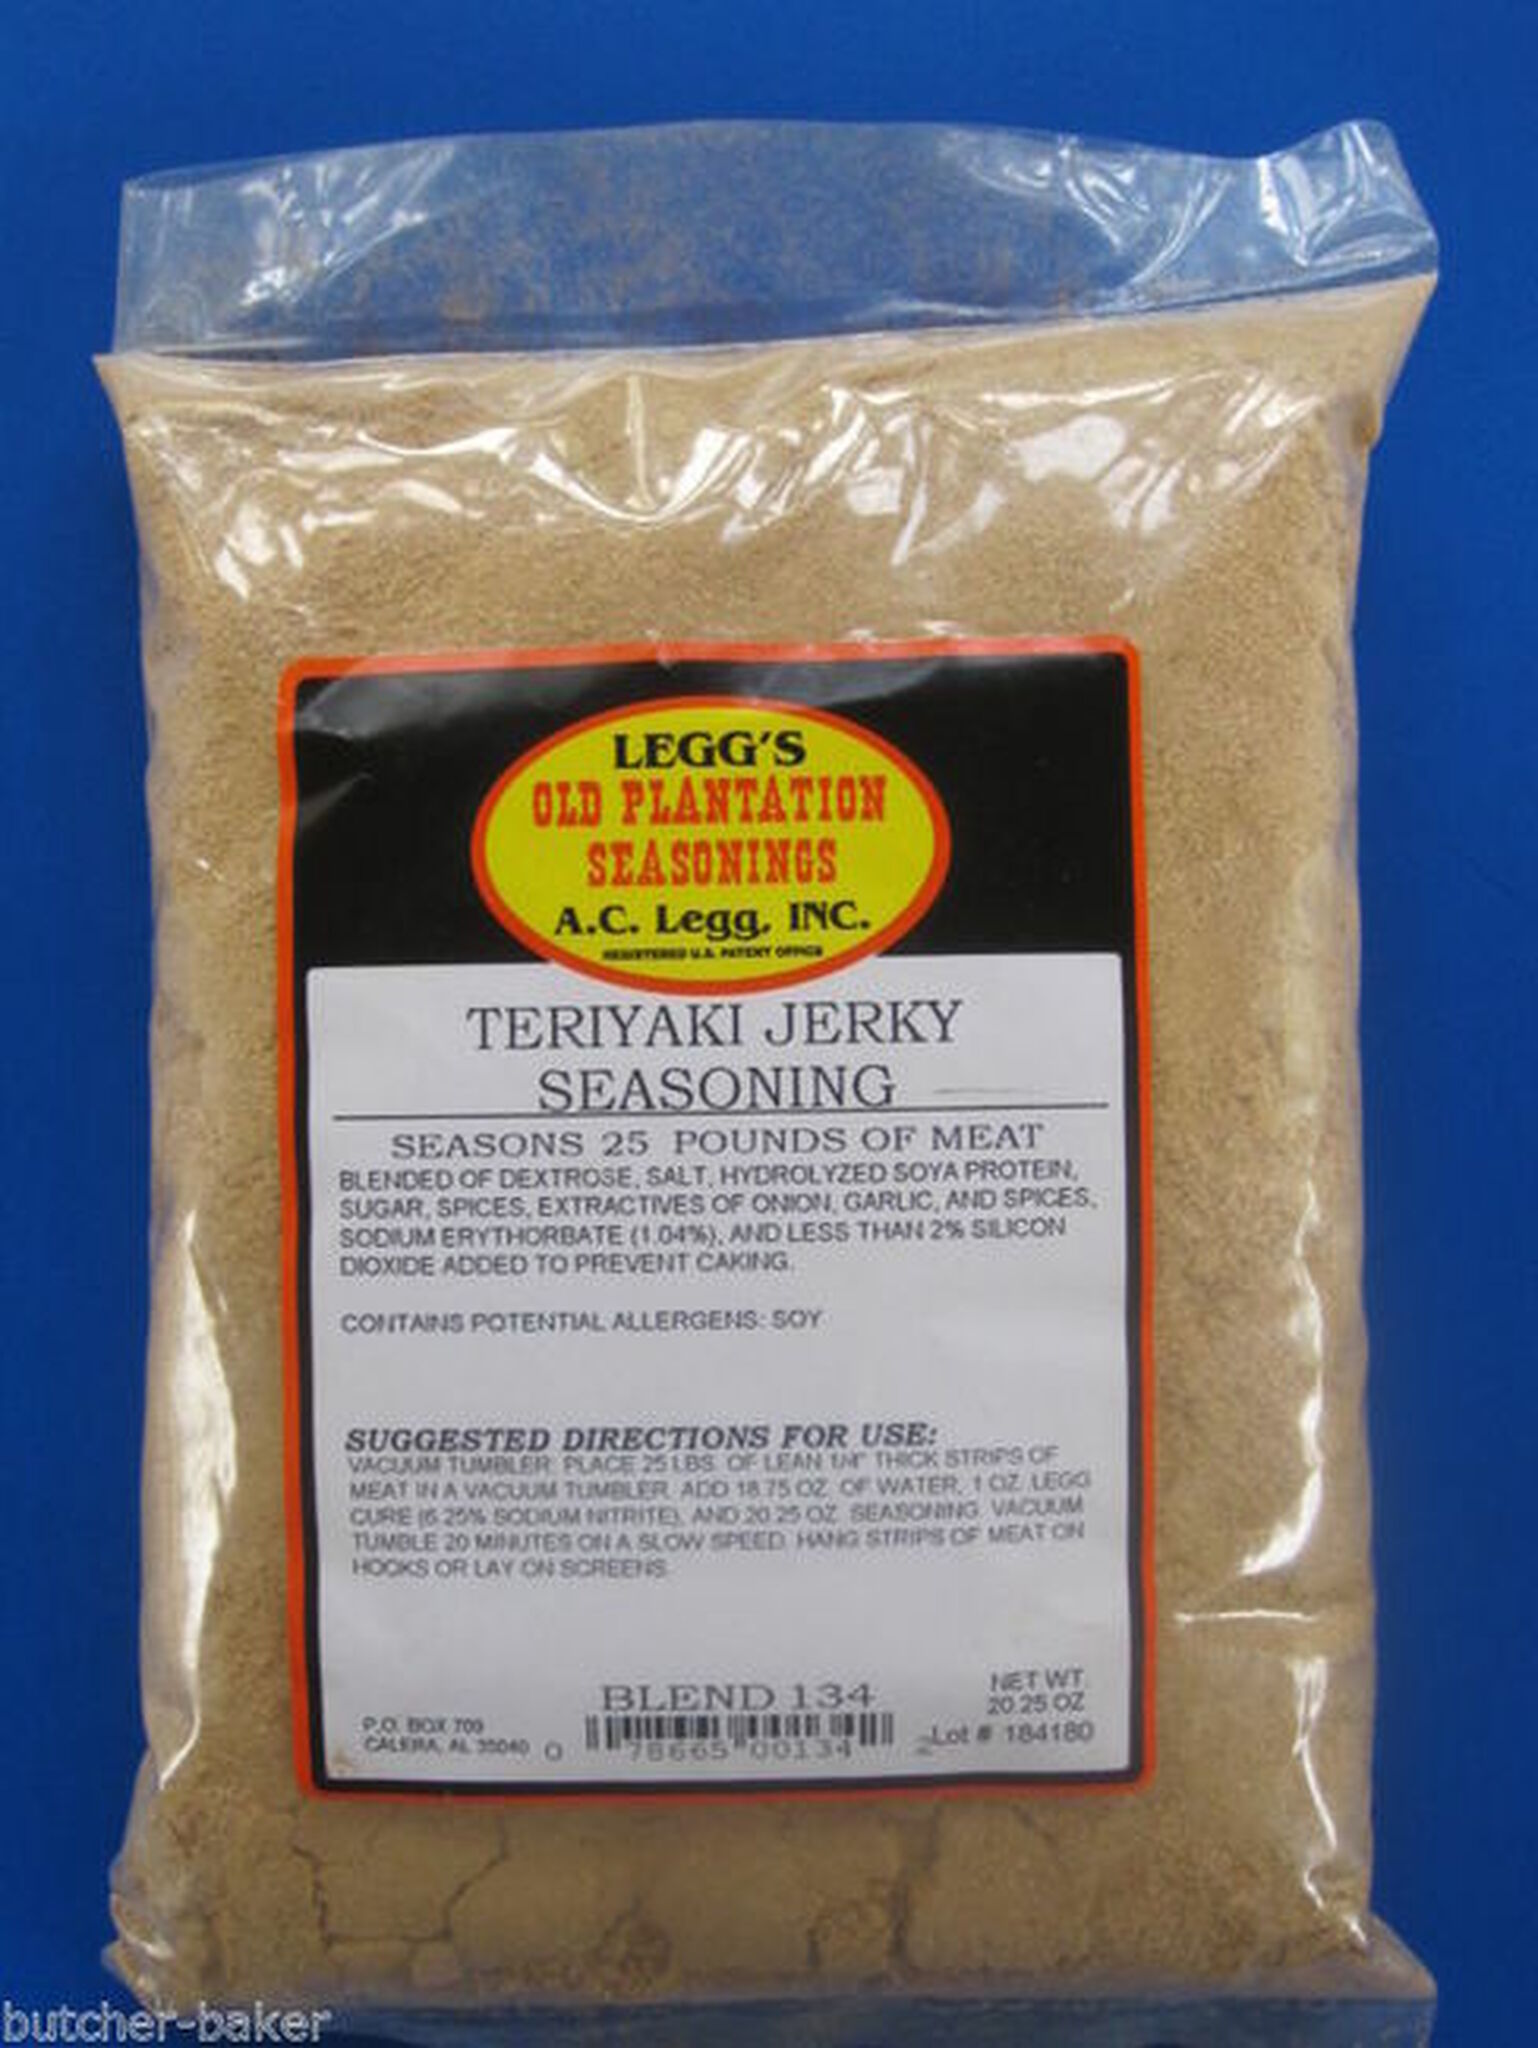 LEGG'S
OLD PLANTATION
SEASONINGS
A.C. Legg, INC.
REGISTERED U.S. PATENT OFFICE
TERIYAKI JERKY
SEASONING
SEASONS 25 POUNDS OF MEAT
BLENDED OF DEXTROSE, SALT, HYDROLYZED SOYA PROTEIN,
SUGAR, SPICES, EXTRACTIVES OF ONION, GARLIC, AND SPICES,
SODIUM ERYTHORBATE (1.04%), AND LESS THAN 2% SILICON
DIOXIDE ADDED TO PREVENT CAKING.
CONTAINS POTENTIAL ALLERGENS: SOY
SUGGESTED DIRECTIONS FOR USE:
VACUUM TUMBLER: PLACE 25 LBS. OF LEAN 1/4" THICK STRIPS OF
MEAT IN A VACUUM TUMBLER. ADD 18.75 OZ. OF WATER, 1 OZ. LEGG
CURE (6.25% SODIUM NITRITE), AND 20.25 OZ. SEASONING. VACUUM
TUMBLE 20 MINUTES ON A SLOW SPEED. HANG STRIPS OF MEAT ON
HOOKS OR LAY ON SCREENS.
BLEND 134
NET WT
20.25 OZ
P.O. BOX 709
CALERA, AL 35040
0 78665 00134 2
Lot # 184180
butcher-baker